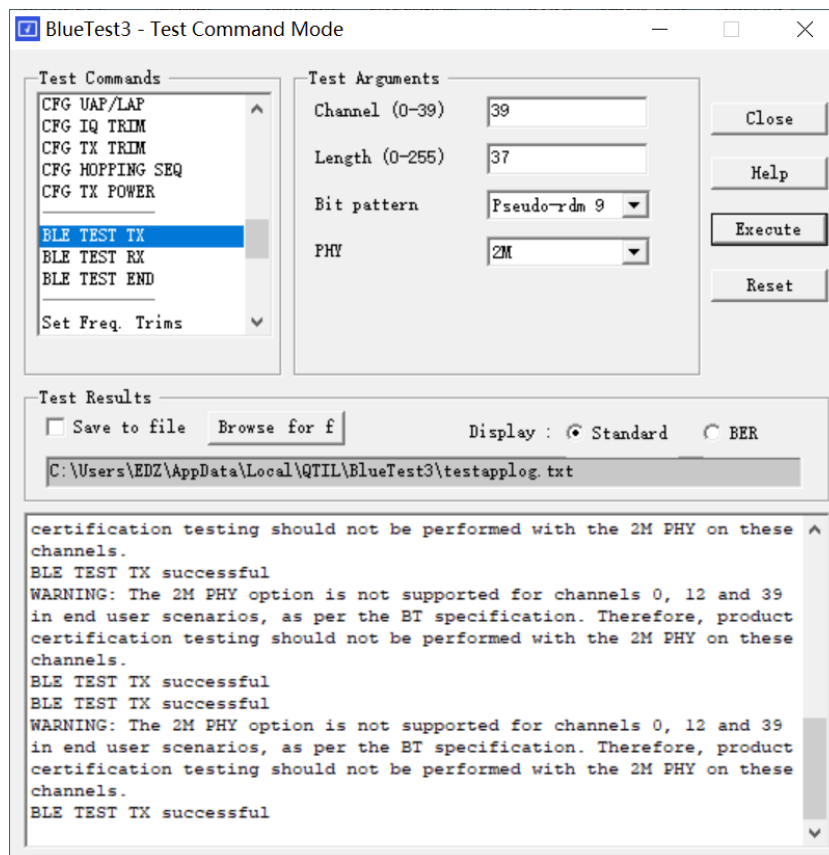 BlueTest3 - Test Command Mode
Test Commands
CFG UAP/LAP
CFG IQ TRIM
CFG TX TRIM
CFG HOPPING SEQ
CFG TX POWER
BLE TEST TX
BLE TEST RX
BLE TEST END
Set Freq. Trims
Test Arguments
Channel (0-39) 39
Length (0-255) 37
Bit pattern Pseudo-rdm 9
PHY 2M
Close
Help
Execute
Reset
Test Results
Save to file Browse for f Display : Standard BER
C:\Users\EDZ\AppData\Local\QTIL\BlueTest3\testapplog.txt
certification testing should not be performed with the 2M PHY on these
channels.
BLE TEST TX successful
WARNING: The 2M PHY option is not supported for channels 0, 12 and 39
in end user scenarios, as per the BT specification. Therefore, product
certification testing should not be performed with the 2M PHY on these
channels.
BLE TEST TX successful
BLE TEST TX successful
WARNING: The 2M PHY option is not supported for channels 0, 12 and 39
in end user scenarios, as per the BT specification. Therefore, product
certification testing should not be performed with the 2M PHY on these
channels.
BLE TEST TX successful